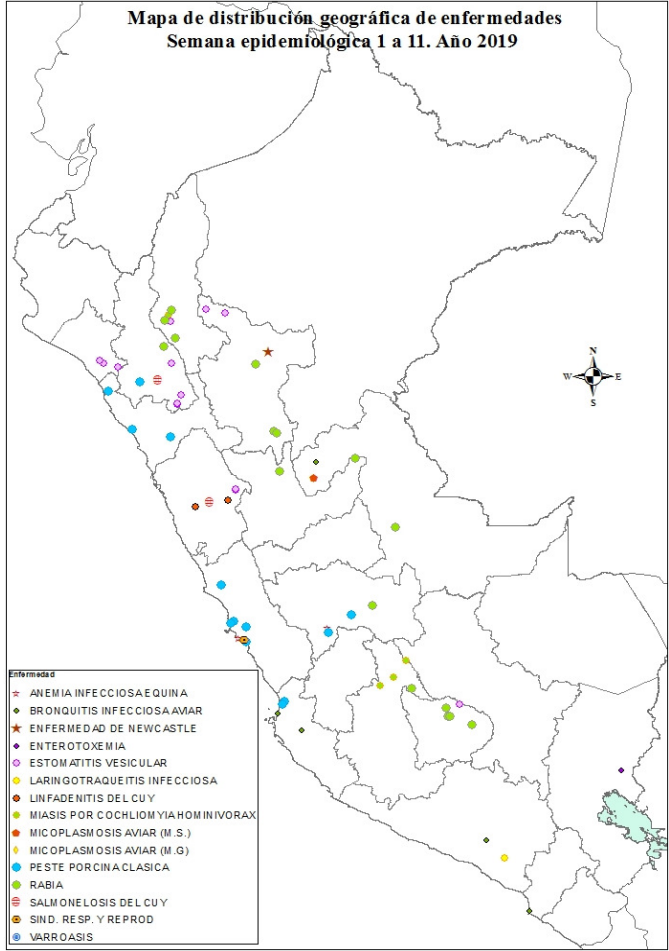 Mapa de distribución geográfica de enfermedades
Semana epidemiológica 1 a 11. Año 2019
N
W E
S
Enfermedad
ANEMIA INFECCIOSA EQUINA
BRONQUITIS INFECCIOSA AVIAR
ENFERMEDAD DE NEWCASTLE
ENTEROTOXEMIA
ESTOMATITIS VESICULAR
LARINGOTRAQUEITIS INFECCIOSA
LINFADENITIS DEL CUY
MIASIS POR COCHLIOMYIA HOMINIVORAX
MICOPLASMOSIS AVIAR (M.S.)
MICOPLASMOSIS AVIAR (M.G)
PESTE PORCINA CLASICA
RABIA
SALMONELOSIS DEL CUY
SIND. RESP. Y REPROD
VARROASIS